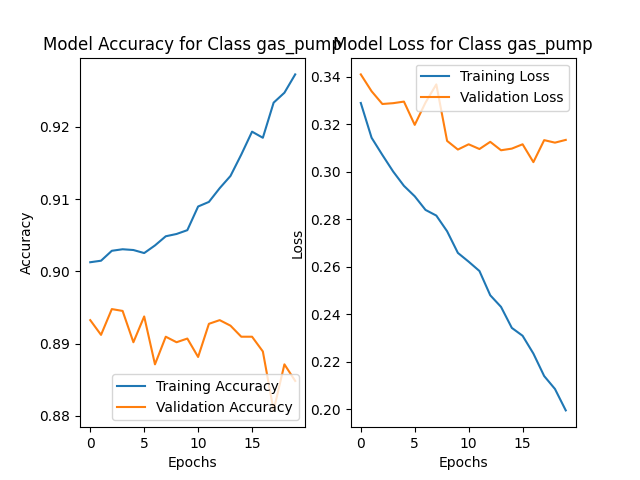 Model Accuracy for Class gas_pump
0.92
0.91
0.90
0.89
0.88
Accuracy
0
5
10
15
Epochs
Training Accuracy
Validation Accuracy
Model Loss for Class gas_pump
0.34
0.32
0.30
0.28
0.26
0.24
0.22
0.20
Loss
0
5
10
15
Epochs
Training Loss
Validation Loss